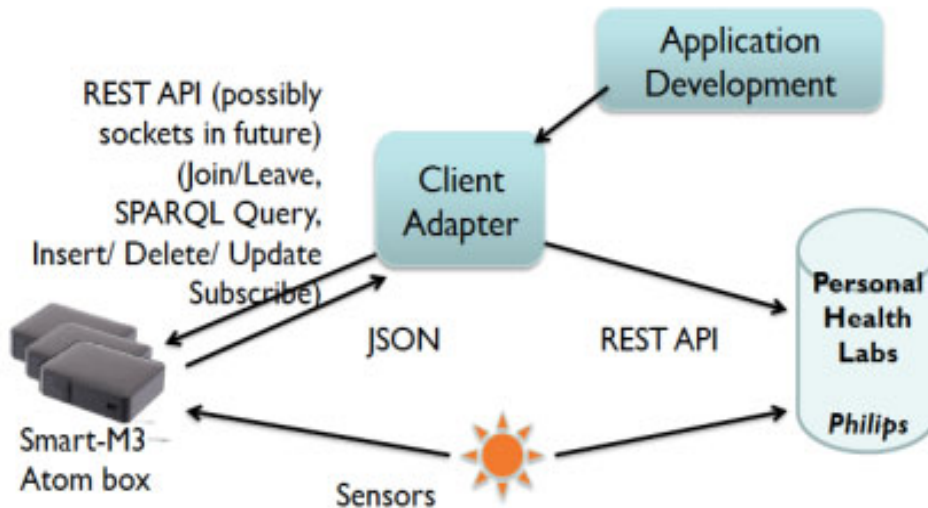 Application
Development
REST API (possibly
sockets in future)
(Join/Leave,
SPARQL Query,
Insert/ Delete/ Update
Subscribe)
Client
Adapter
Personal
Health
Labs
Philips
JSON
REST API
Smart-M3
Atom box
Sensors